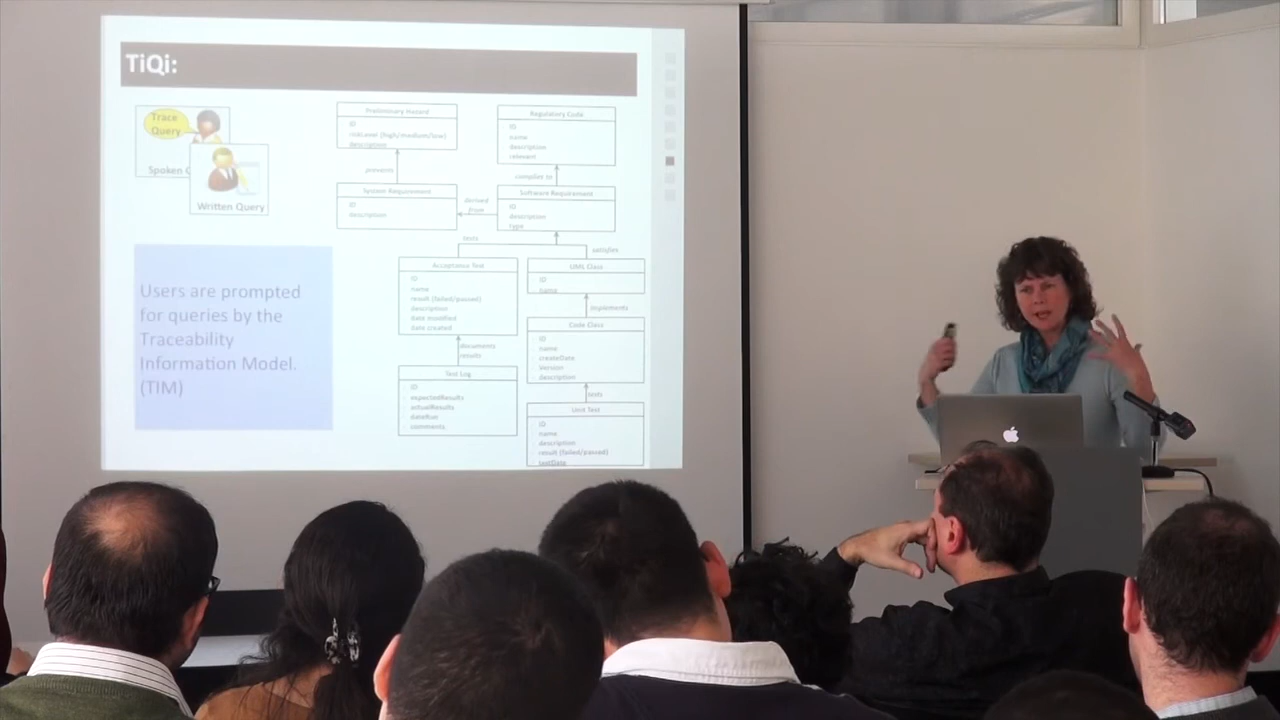 TiQi:
Trace
Query
Spoken
Written Query
Users are prompted
for queries by the
Traceability
Information Model.
(TIM)
Preliminary Hazard
ID
riskLevel (high/medium/low)
description
prevents
System Requirement
ID
description
derived
from
Regulatory Code
ID
name
description
relevant
complies to
Software Requirement
ID
description
type
tests
satisfies
Acceptance Test
ID
name
result (failed/passed)
description
date modified
date created
documents
results
Test Log
ID
expectedResults
actualResults
dateRun
comments
UML Class
ID
name
implements
Code Class
ID
name
createDate
Version
description
tests
Unit Test
ID
name
description
result (failed/passed)
testDate